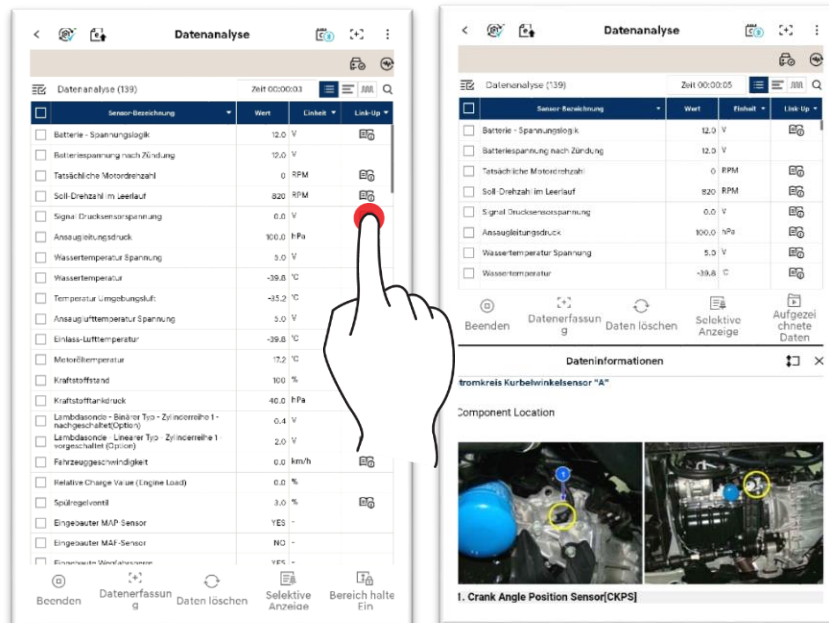 Datenanalyse
Datenanalyse (139)
Zeit 00:00:03
Sensor-Bezeichnung Wert Einheit Link-Up
Batterie - Spannungslogik 12.0 V
Batteriespannung nach Zündung 12.0 V
Tatsächliche Motordrehzahl 0 RPM
Soll-Drehzahl im Leerlauf 820 RPM
Signal Drucksensorspannung 0.0 V
Ansaugleitungsdruck 100.0 hPa
Wassertemperatur Spannung 5.0 V
Wassertemperatur -39.8 °C
Temperatur Umgebungsluft -35.2 °C
Ansauglufttemperatur Spannung 5.0 V
Einlass-Lufttemperatur -39.8 °C
Motoröltemperatur 17.2 °C
Kraftstoffstand 100 %
Kraftstofftankdruck 40.0 hPa
Lambdasonde - Binärer Typ - Zylinderreihe 1 -
nachgeschaltet(Option) 0.4 V
Lambdasonde - Linearer Typ - Zylinderreihe 1 -
vorgeschaltet (Option) 2.0 V
Fahrzeuggeschwindigkeit 0.0 km/h
Relative Charge Value (Engine Load) 0.0 %
Spülregelventil 3.0 %
Eingebauter MAP-Sensor YES -
Eingebauter MAF-Sensor NO -
Eingebaute Wegfahrsperre YES -
Beenden
Datenerfassun
g
Daten löschen
Selektive
Anzeige
Bereich halte
Ein
Datenanalyse
Datenanalyse (139)
Zeit 00:00:05
Sensor-Bezeichnung Wert Einheit Link-Up
Batterie - Spannungslogik 12.0 V
Batteriespannung nach Zündung 12.0 V
Tatsächliche Motordrehzahl 0 RPM
Soll-Drehzahl im Leerlauf 820 RPM
Signal Drucksensorspannung 0.0 V
Ansaugleitungsdruck 100.0 hPa
Wassertemperatur Spannung 5.0 V
Wassertemperatur -39.8 °C
Beenden
Datenerfassun
g
Daten löschen
Selektive
Anzeige
Aufgezei
chnete
Daten
Dateninformationen
tromkreis Kurbelwinkelsensor "A"
Component Location
1
1. Crank Angle Position Sensor[CKPS]